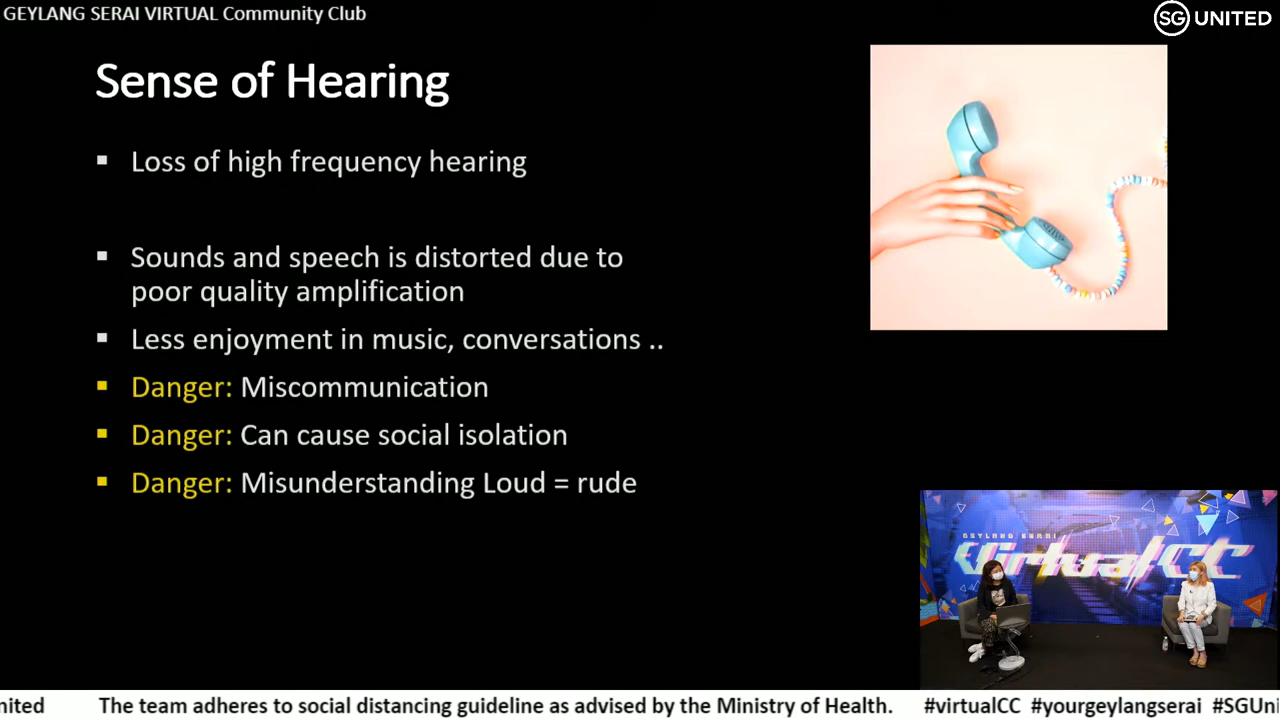 GEYLANG SERAI VIRTUAL Community Club
SG UNITED
Sense of Hearing
Loss of high frequency hearing
Sounds and speech is distorted due to
poor quality amplification
Less enjoyment in music, conversations ..
Danger: Miscommunication
Danger: Can cause social isolation
Danger: Misunderstanding Loud = rude
GEYLANG SERAI
VirtualCC
nited The team adheres to social distancing guideline as advised by the Ministry of Health. #virtualCC #yourgeylangserai #SGUni